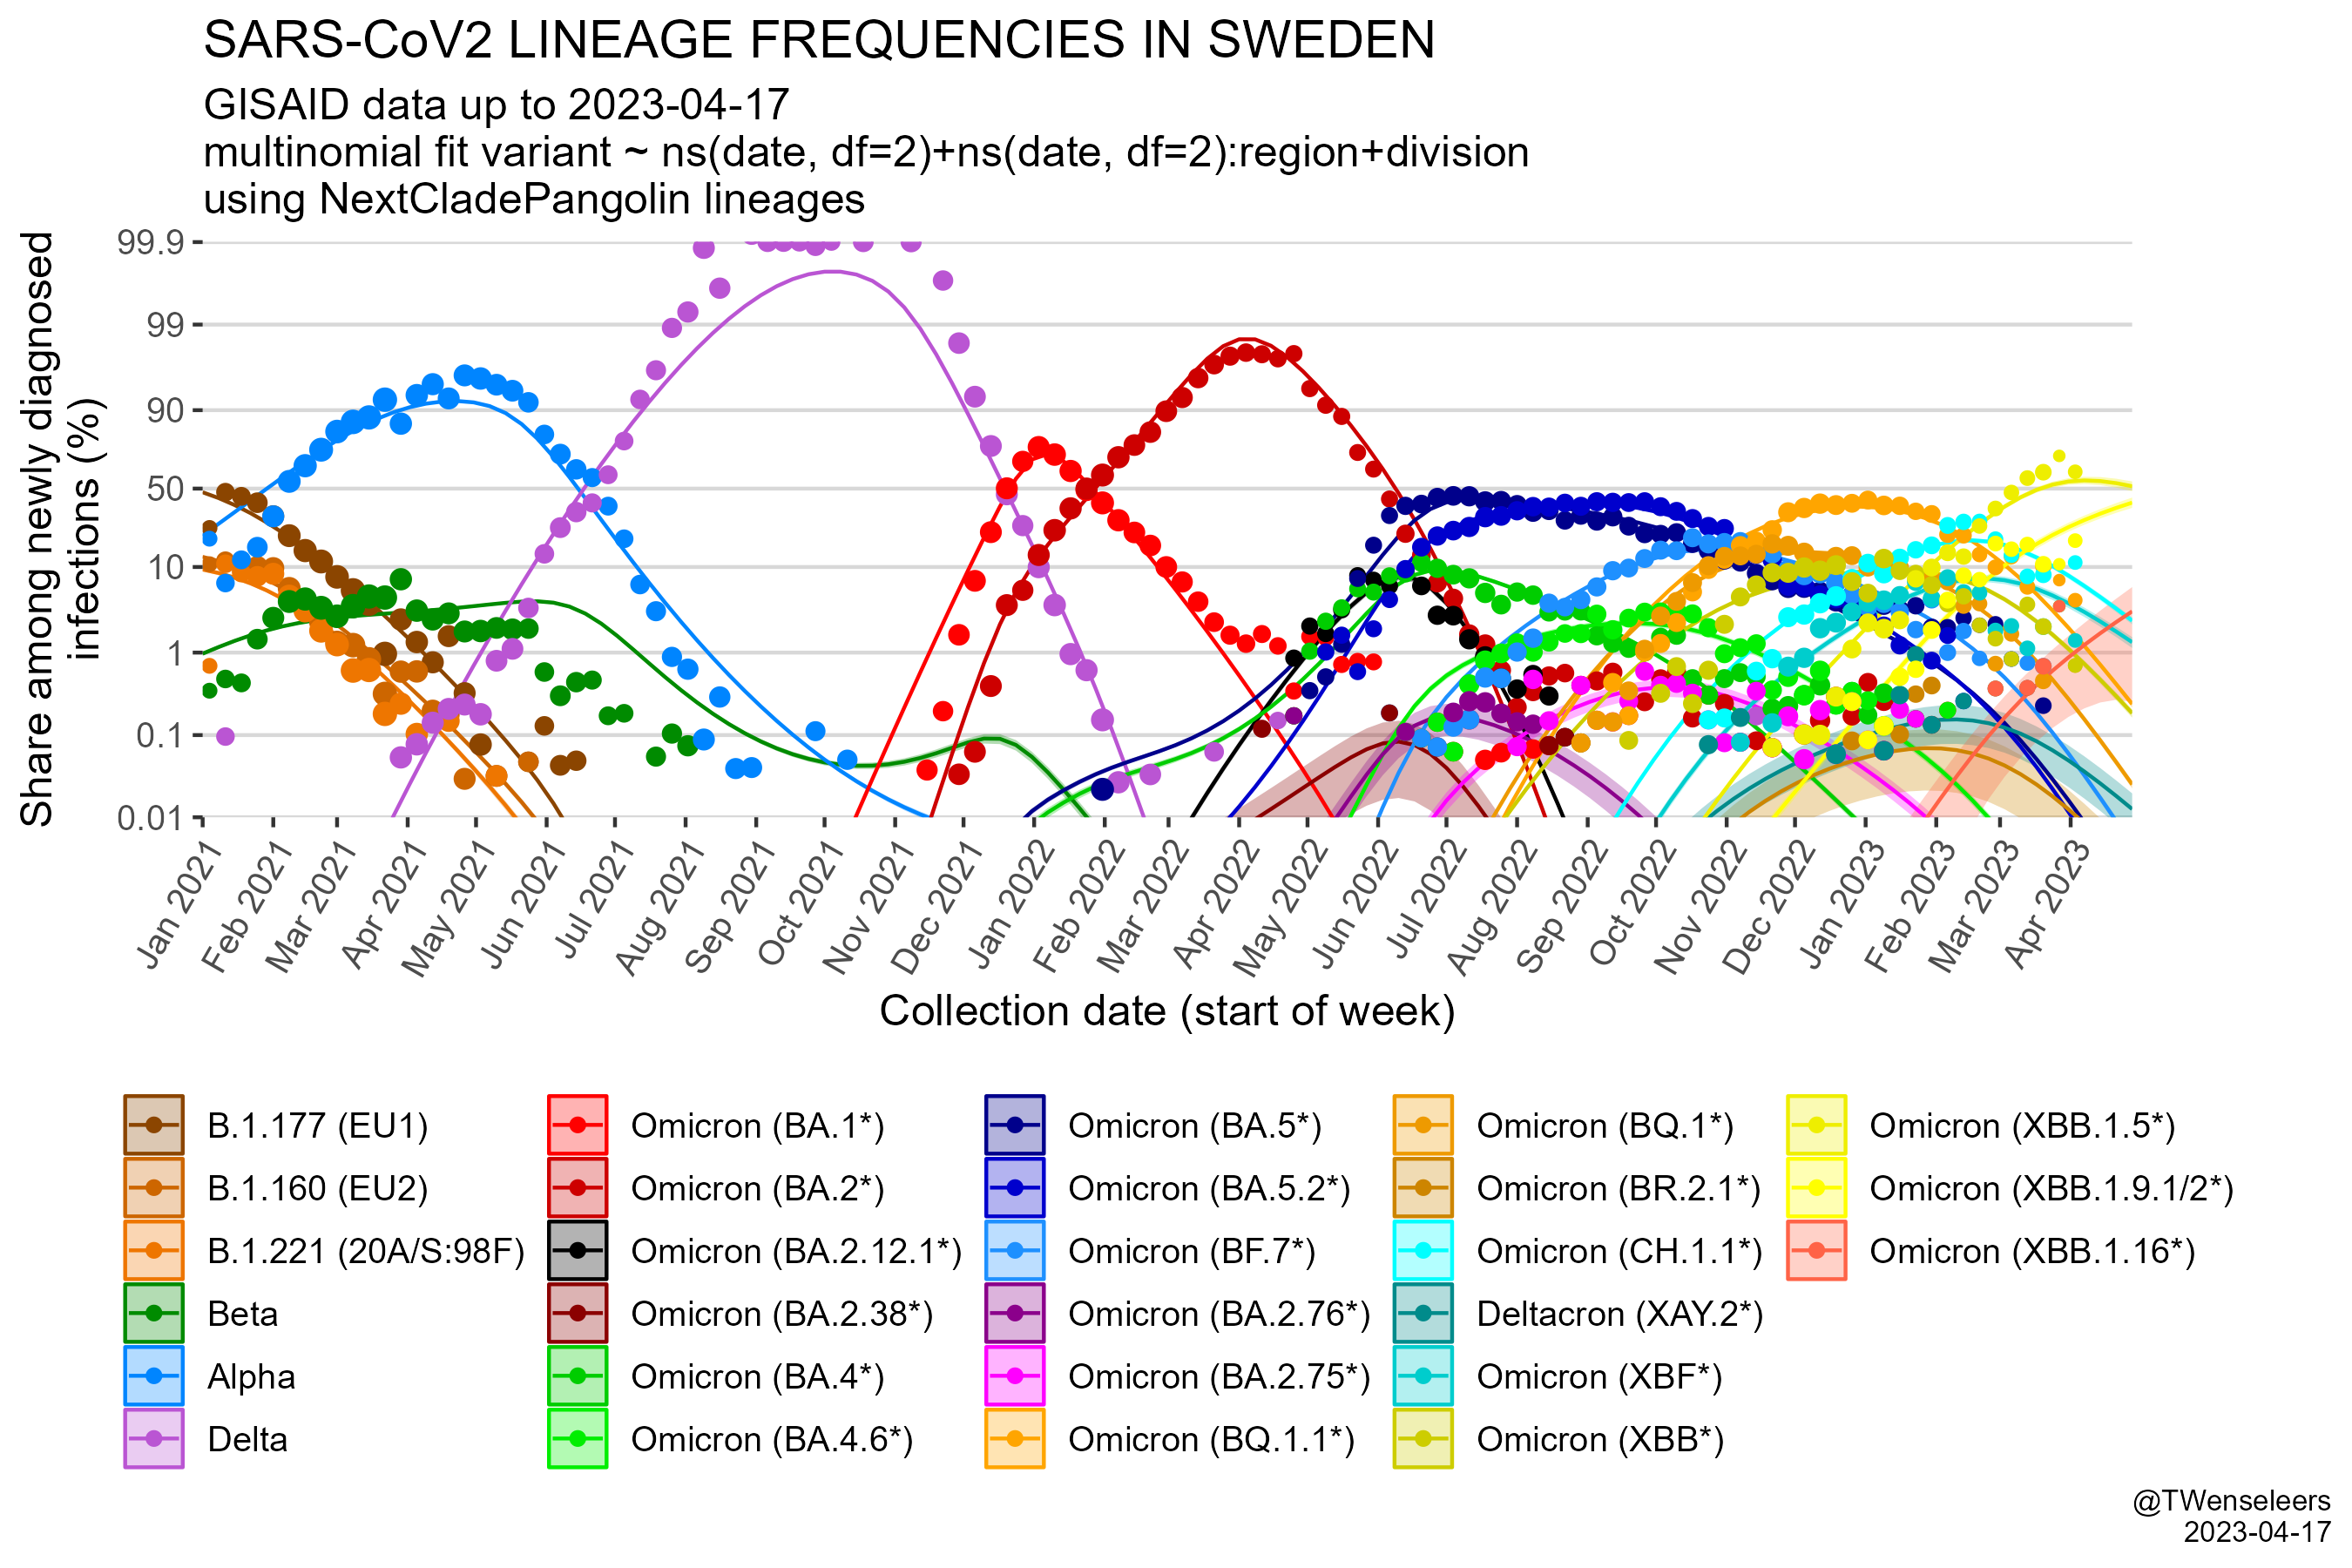 SARS-CoV2 LINEAGE FREQUENCIES IN SWEDEN
GISAID data up to 2023-04-17
multinomial fit variant ~ ns(date, df=2)+ns(date, df=2):region+division
using NextCladePangolin lineages
Share among newly diagnosed
infections (%)
99.9
99
90
50
10
1
0.1
0.01
Jan 2021
Feb 2021
Mar 2021
Apr 2021
May 2021
Jun 2021
Jul 2021
Aug 2021
Sep 2021
Oct 2021
Nov 2021
Dec 2021
Jan 2022
Feb 2022
Mar 2022
Apr 2022
May 2022
Jun 2022
Jul 2022
Aug 2022
Sep 2022
Oct 2022
Nov 2022
Dec 2022
Jan 2023
Feb 2023
Mar 2023
Apr 2023
Collection date (start of week)
B.1.177 (EU1)
B.1.160 (EU2)
B.1.221 (20A/S:98F)
Beta
Alpha
Delta
Omicron (BA.1*)
Omicron (BA.2*)
Omicron (BA.2.12.1*)
Omicron (BA.2.38*)
Omicron (BA.4*)
Omicron (BA.4.6*)
Omicron (BA.5*)
Omicron (BA.5.2*)
Omicron (BF.7*)
Omicron (BA.2.76*)
Omicron (BA.2.75*)
Omicron (BQ.1.1*)
Omicron (BQ.1*)
Omicron (BR.2.1*)
Omicron (CH.1.1*)
Deltacron (XAY.2*)
Omicron (XBF*)
Omicron (XBB*)
Omicron (XBB.1.5*)
Omicron (XBB.1.9.1/2*)
Omicron (XBB.1.16*)
@TWenseleers
2023-04-17